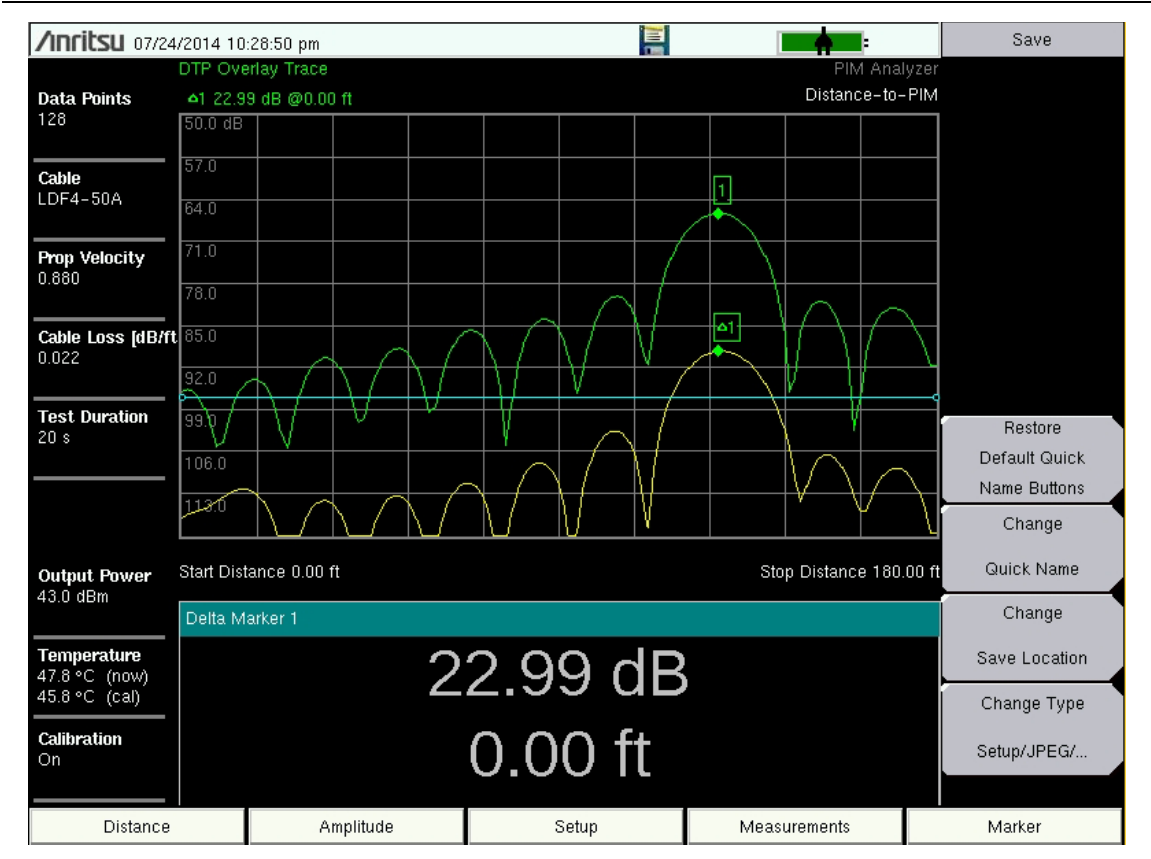 Anritsu 07/24/2014 10:28:50 pm
Save
DTP Overlay Trace
PIM Analyzer
Δ1 22.99 dB @0.00 ft
Distance-to-PIM
Data Points
128
Cable
LDF4-50A
Prop Velocity
0.880
Cable Loss [dB/ft
0.022
Test Duration
20 s
Output Power
43.0 dBm
Temperature
47.8 °C (now)
45.8 °C (cal)
Calibration
On
50.0 dB
57.0
64.0
71.0
78.0
85.0
92.0
99.0
106.0
113.0
1
Δ1
Start Distance 0.00 ft
Stop Distance 180.00 ft
Delta Marker 1
22.99 dB
0.00 ft
Restore
Default Quick
Name Buttons
Change
Quick Name
Change
Save Location
Change Type
Setup/JPEG/...
Distance
Amplitude
Setup
Measurements
Marker